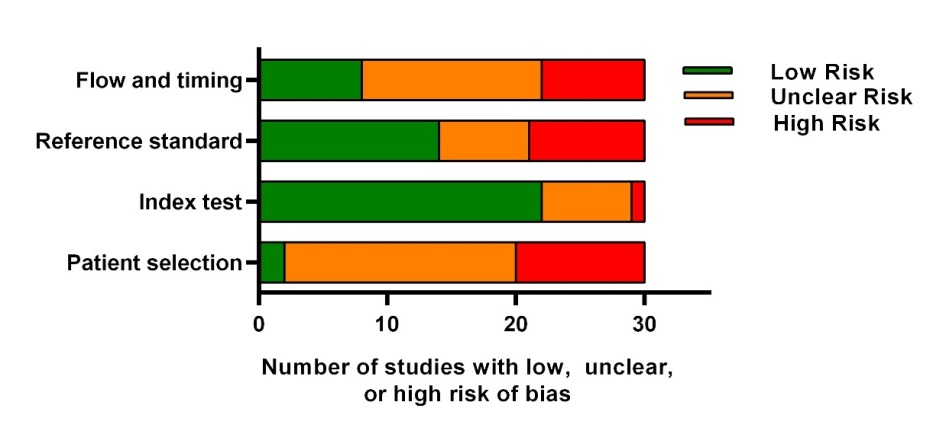 Flow and timing
Reference standard
Index test
Patient selection
Low Risk
Unclear Risk
High Risk
0 10 20 30
Number of studies with low, unclear,
or high risk of bias